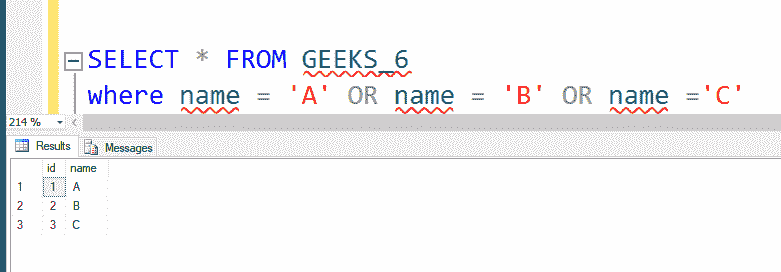 SELECT * FROM GEEKS_6
where name = 'A' OR name = 'B' OR name ='C'
214 %
Results Messages
id name
1 1 A
2 2 B
3 3 C